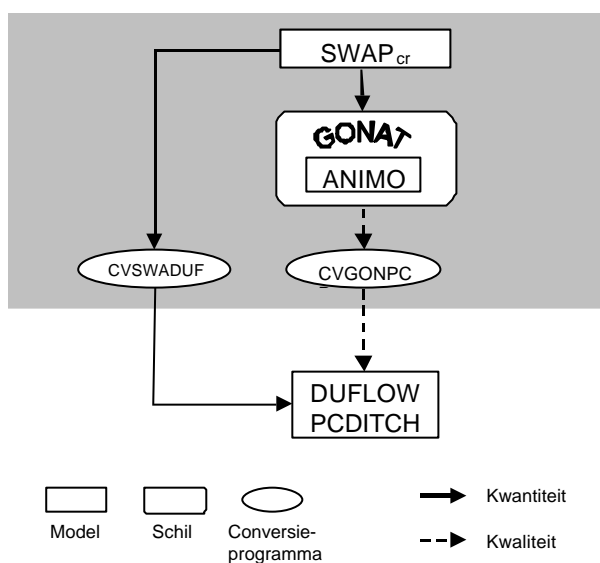 SWAPcr
GONAT
ANIMO
CVSWADUF
CVGONPC
DUFLOW
PCDITCH
Model
Schil
Conversie-
programma
Kwantiteit
Kwaliteit